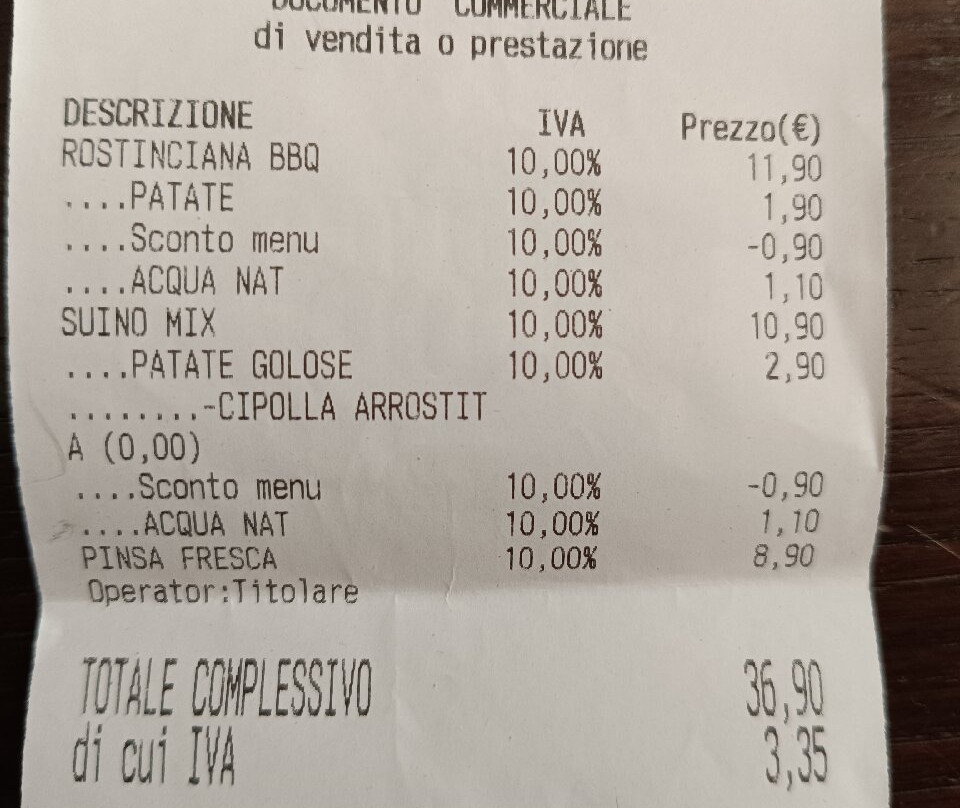 DOCUMENTO COMMERCIALE
di vendita o prestazione
DESCRIZIONE IVA Prezzo(€)
ROSTINCIANA BBQ 10,00% 11,90
....PATATE 10,00% 1,90
....Sconto menu 10,00% -0,90
....ACQUA NAT 10,00% 1,10
SUINO MIX 10,00% 10,90
....PATATE GOLOSE 10,00% 2,90
........-CIPOLLA ARROSTIT
A (0,00)
....Sconto menu 10,00% -0,90
....ACQUA NAT 10,00% 1,10
PINSA FRESCA 10,00% 8,90
Operator:Titolare
TOTALE COMPLESSIVO 36,90
di cui IVA 3,35